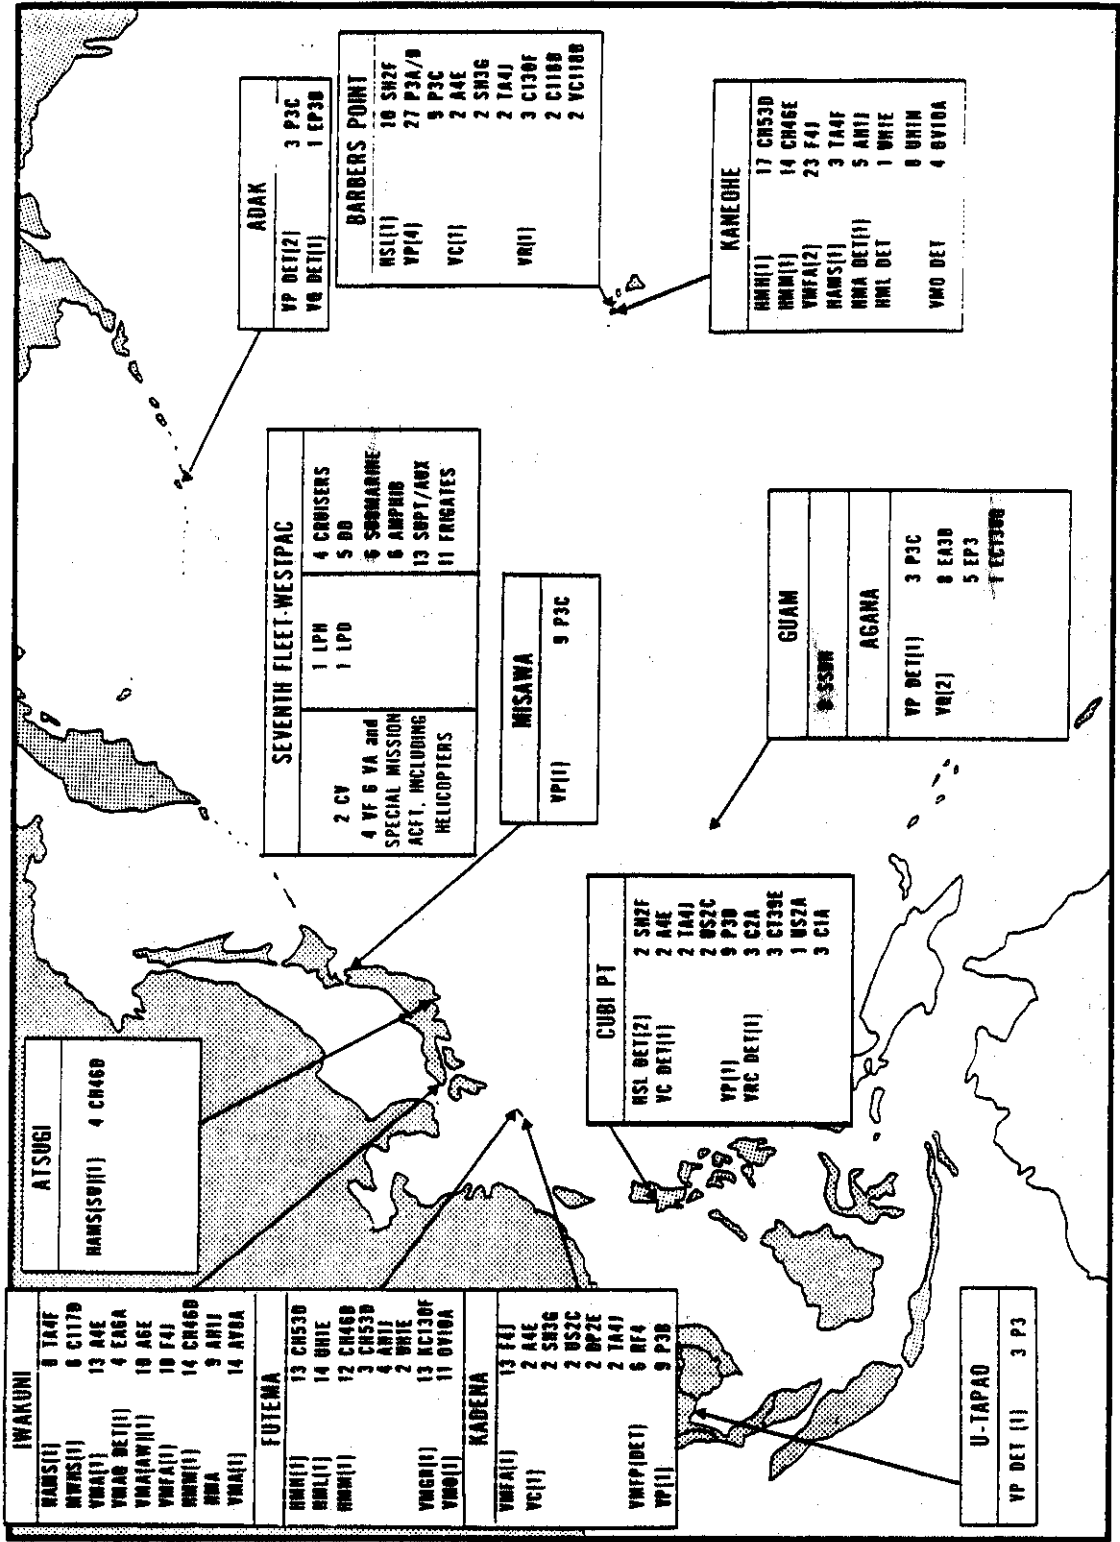 IWAKUNI
HAMS[1] 8 TA4F
MWHS[1] 6 C117D
VMA[1] 13 A4E
VMAQ DET[1] 4 EA6A
VMA[AW][1] 10 A6E
VMFA[1] 10 F4J
HMM[1] 14 CH46D
HMA 9 AH1J
VMA[1] 14 AV8A
FUTEMA
HMH[1] 13 CH53D
HML[1] 14 UH1E
HMM[1] 12 CH46D
3 CH53D
4 AH1J
2 UH1E
VMGR[1] 13 KC130F
VMO[1] 11 OV10A
KADENA
VMFA[1] 13 F4J
VC[1] 2 A4E
2 SH3G
2 US2C
2 DP2E
2 TA4J
VMFP[DET] 6 RF4
VP[1] 9 P3B
ATSUGI
HAMS[SU][1] 4 CH46D
U-TAPAO
VP DET [1] 3 P3
SEVENTH FLEET-WESTPAC
2 CV
4 VF 6 VA and
SPECIAL MISSION
ACFT, INCLUDING
HELICOPTERS
1 LPH
1 LPD
4 CRUISERS
5 DD
6 SUBMARINE
6 AMPHIB
13 SUPT/AUX
11 FRIGATES
MISAWA
VP[1] 9 P3C
CUBI PT
HSL DET[2] 2 SH2F
VC DET[1] 2 A4E
2 TA4J
2 US2C
VP[1] 9 P3B
VRC DET[1] 3 C2A
3 CT39E
1 US2A
3 C1A
ADAK
VP DET[2] 3 P3C
VQ DET[1] 1 EP3B
BARBERS POINT
HSL[1] 10 SH2F
VP[4] 27 P3A/B
9 P3C
VC[1] 2 A4E
2 SH3G
2 TA4J
VR[1] 3 C130F
2 C118B
2 VC118B
KANEOHE
HMH[1] 17 CH53D
HMM[1] 14 CH46E
VMFA[2] 23 F4J
HAMS[1] 3 TA4F
HMA DET[1] 5 AH1J
HML DET 1 UH1E
8 UH1N
VMO DET 4 OV10A
GUAM
SSBN
AGANA
VP DET[1] 3 P3C
VQ[2] 8 EA3B
5 EP3
1 EC130G